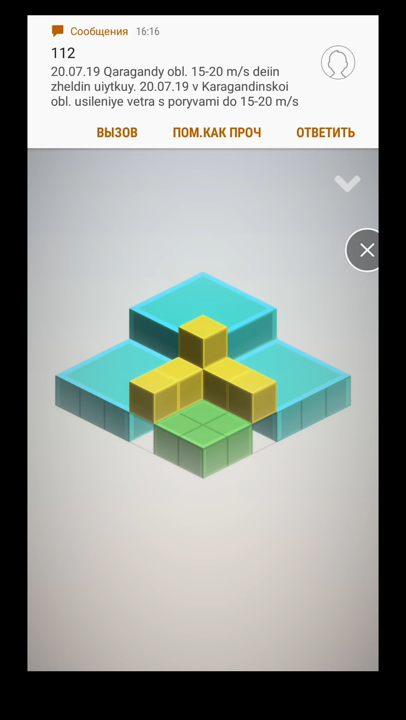 Сообщения 16:16
112
20.07.19 Qaragandy obl. 15-20 m/s deiin
zheldin uiytkuy. 20.07.19 v Karagandinskoi
obl. usileniye vetra s poryvami do 15-20 m/s
ВЫЗОВ ПОМ.КАК ПРОЧ ОТВЕТИТЬ